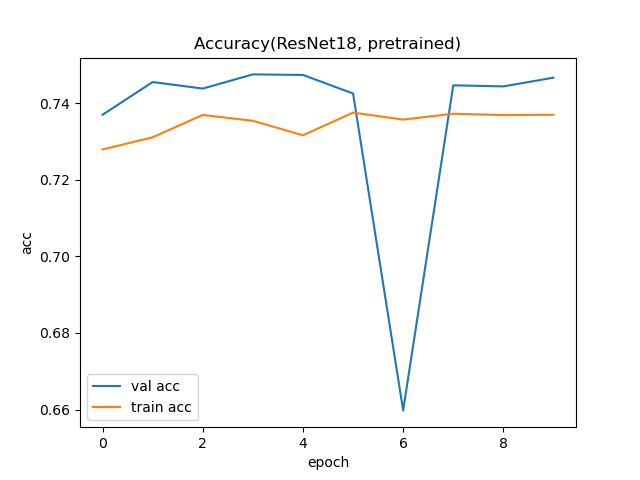 Accuracy(ResNet18, pretrained)
0.74
0.72
0.70
0.68
0.66
acc
val acc
train acc
0 2 4 6 8
epoch